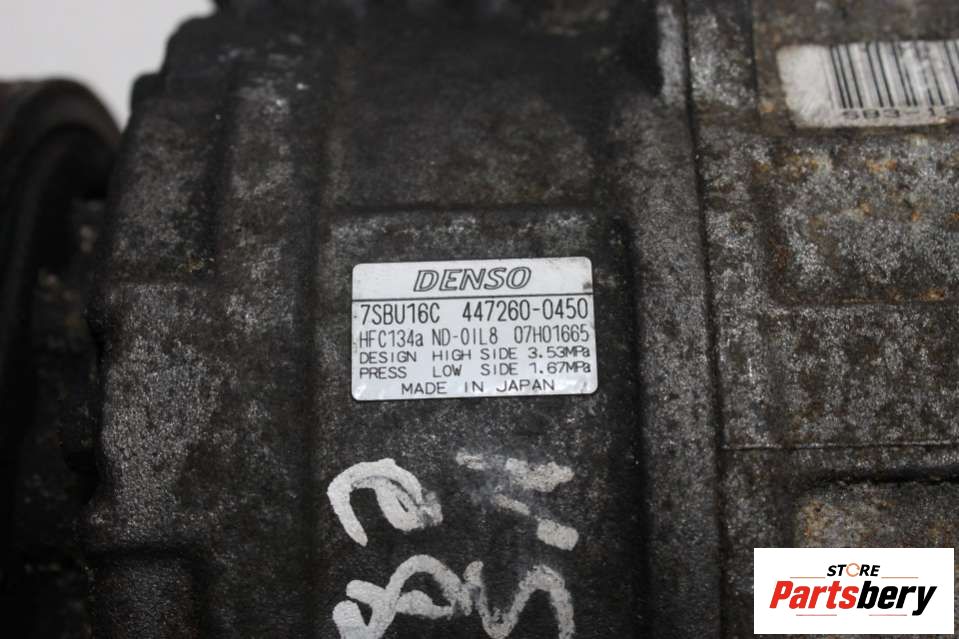 DENSO
7SBU16C 447260-0450
HFC134a ND-OIL8 07H01665
DESIGN HIGH SIDE 3.53MPa
PRESS LOW SIDE 1.67MPa
MADE IN JAPAN
STORE
Partsbery